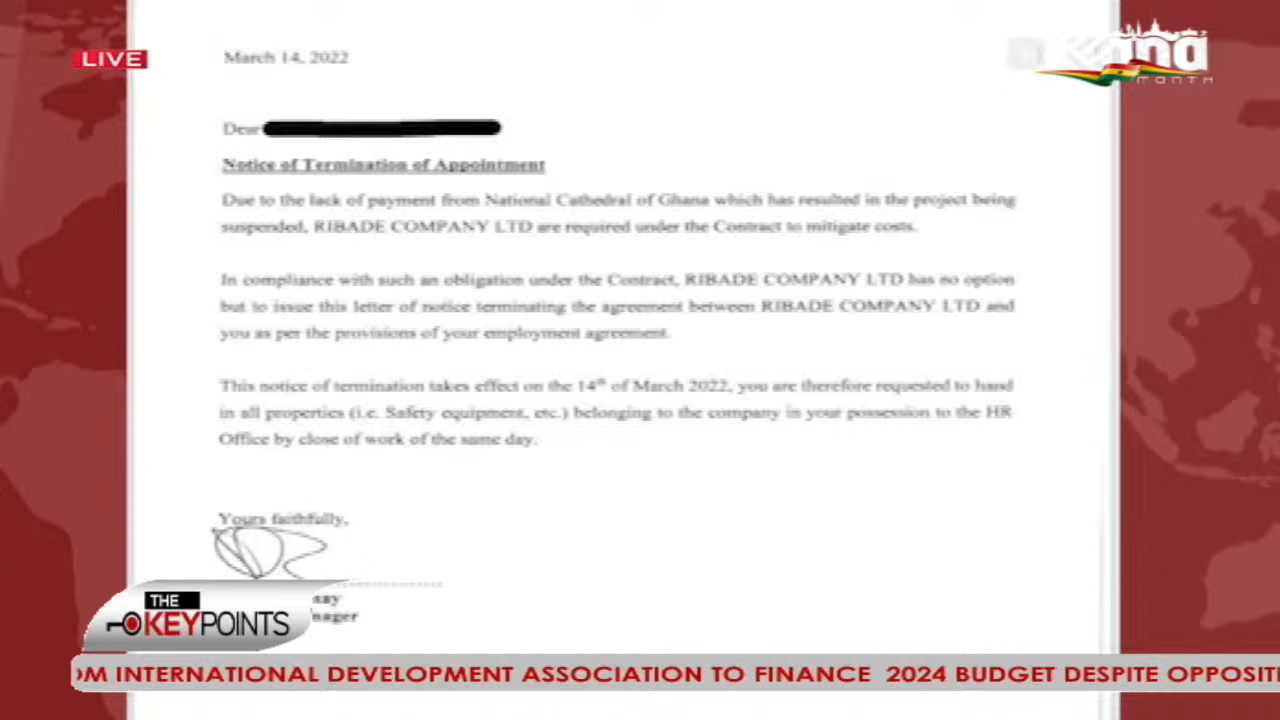 LIVE
March 14, 2022
MONTH
Dear
Notice of Termination of Appointment
Due to the lack of payment from National Cathedral of Ghana which has resulted in the project being
suspended, RIBADE COMPANY LTD are required under the Contract to mitigate costs.
In compliance with such an obligation under the Contract, RIBADE COMPANY LTD has no option
but to issue this letter of notice terminating the agreement between RIBADE COMPANY LTD and
you as per the provisions of your employment agreement.
This notice of termination takes effect on the 14th of March 2022, you are therefore requested to hand
in all properties (i.e. Safety equipment, etc.) belonging to the company in your possession to the HR
Office by close of work of the same day.
Yours faithfully,
THE
KEYPOINTS
INTERNATIONAL DEVELOPMENT ASSOCIATION TO FINANCE 2024 BUDGET DESPITE